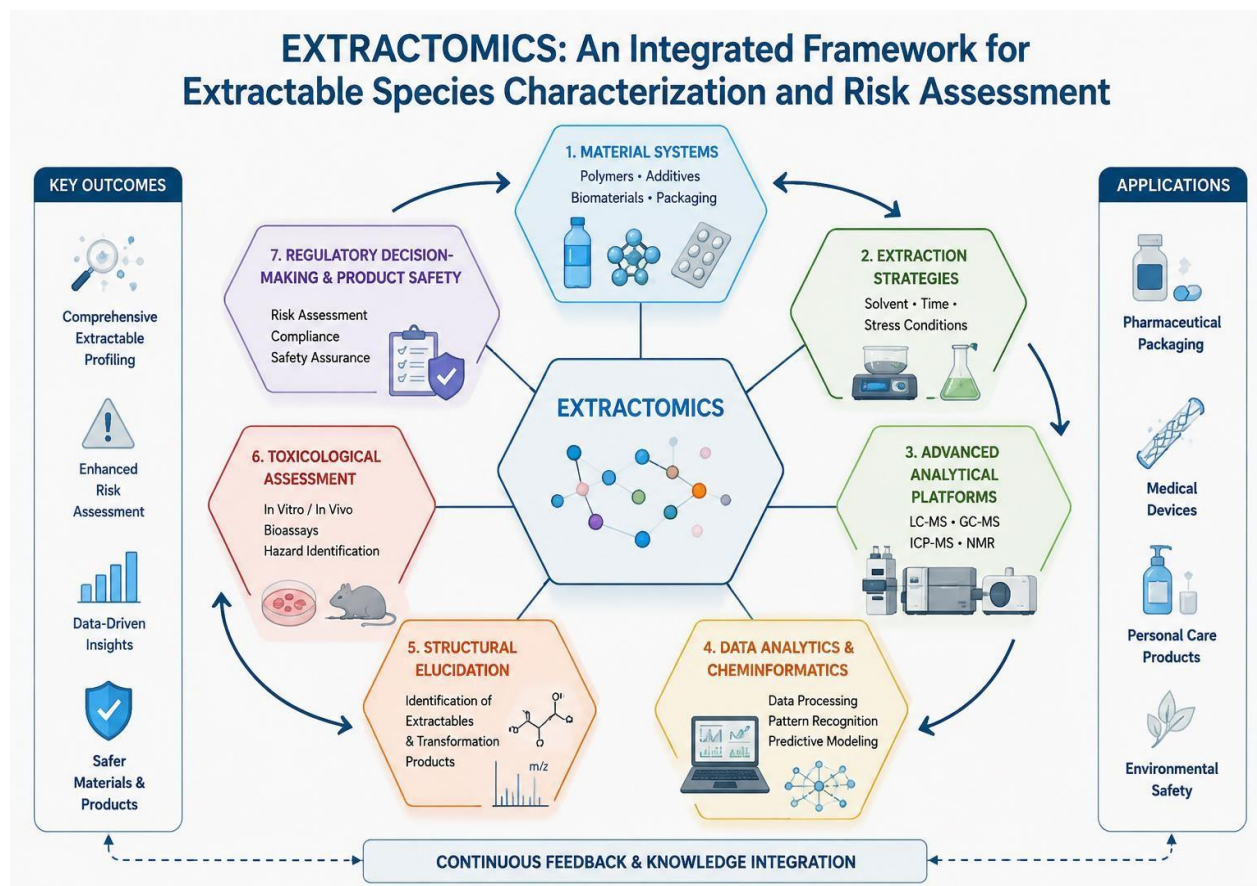 EXTRACTOMICS: An Integrated Framework for
Extractable Species Characterization and Risk Assessment
KEY OUTCOMES
Comprehensive
Extractable
Profiling
Enhanced
Risk
Assessment
Data-Driven
Insights
Safer
Materials &
Products
1. MATERIAL SYSTEMS
Polymers • Additives
Biomaterials • Packaging
2. EXTRACTION
STRATEGIES
Solvent • Time •
Stress Conditions
3. ADVANCED
ANALYTICAL
PLATFORMS
LC-MS • GC-MS
ICP-MS • NMR
4. DATA ANALYTICS &
CHEMINFORMATICS
Data Processing
Pattern Recognition
Predictive Modeling
5. STRUCTURAL
ELUCIDATION
Identification of
Extractables
& Transformation
Products
m/z
6. TOXICOLOGICAL
ASSESSMENT
In Vitro / In Vivo
Bioassays
Hazard Identification
7. REGULATORY DECISION-
MAKING & PRODUCT SAFETY
Risk Assessment
Compliance
Safety Assurance
EXTRACTOMICS
APPLICATIONS
Pharmaceutical
Packaging
Medical
Devices
Personal Care
Products
Environmental
Safety
CONTINUOUS FEEDBACK & KNOWLEDGE INTEGRATION